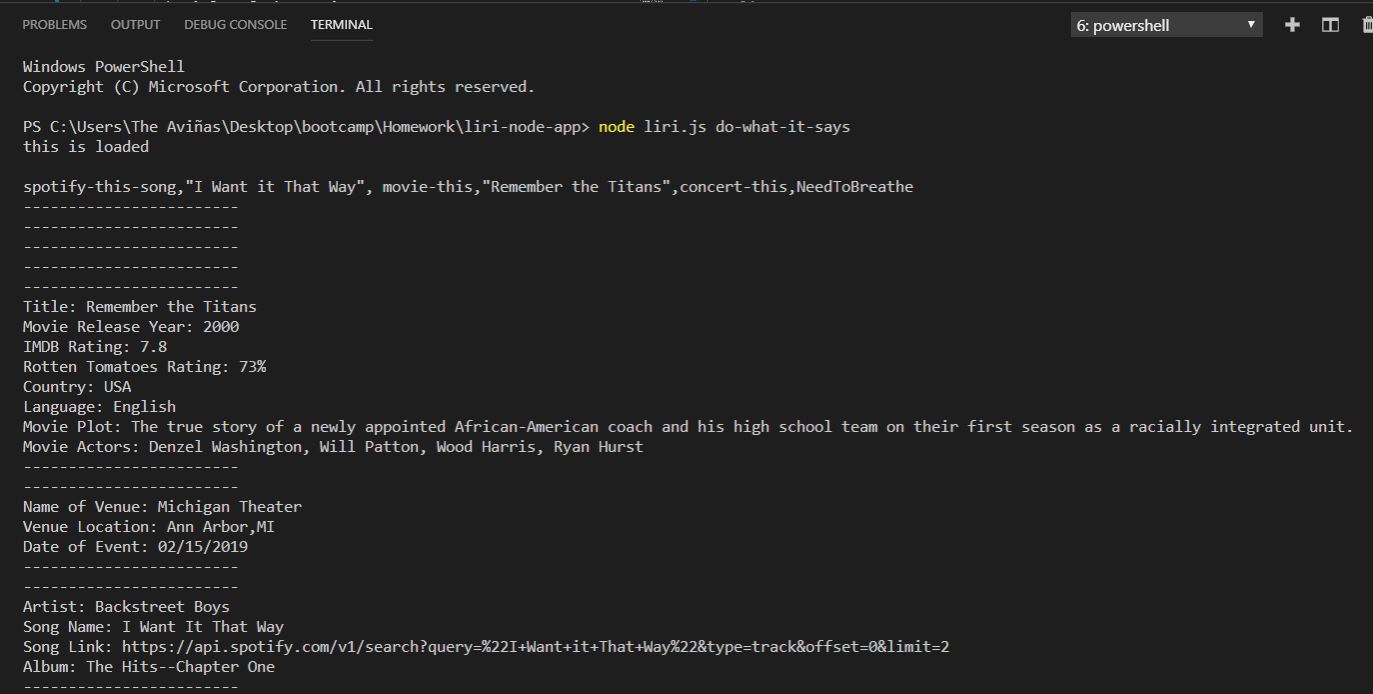 PROBLEMS OUTPUT DEBUG CONSOLE TERMINAL 6: powershell
Windows PowerShell
Copyright (C) Microsoft Corporation. All rights reserved.
PS C:\Users\The Aviñas\Desktop\bootcamp\Homework\liri-node-app> node liri.js do-what-it-says
this is loaded
spotify-this-song,"I Want it That Way", movie-this,"Remember the Titans",concert-this,NeedToBreathe
------------------------
------------------------
------------------------
------------------------
------------------------
Title: Remember the Titans
Movie Release Year: 2000
IMDB Rating: 7.8
Rotten Tomatoes Rating: 73%
Country: USA
Language: English
Movie Plot: The true story of a newly appointed African-American coach and his high school team on their first season as a racially integrated unit.
Movie Actors: Denzel Washington, Will Patton, Wood Harris, Ryan Hurst
------------------------
------------------------
Name of Venue: Michigan Theater
Venue Location: Ann Arbor,MI
Date of Event: 02/15/2019
------------------------
------------------------
Artist: Backstreet Boys
Song Name: I Want It That Way
Song Link: https://api.spotify.com/v1/search?query=%22I+Want+it+That+Way%22&type=track&offset=0&limit=2
Album: The Hits--Chapter One
------------------------